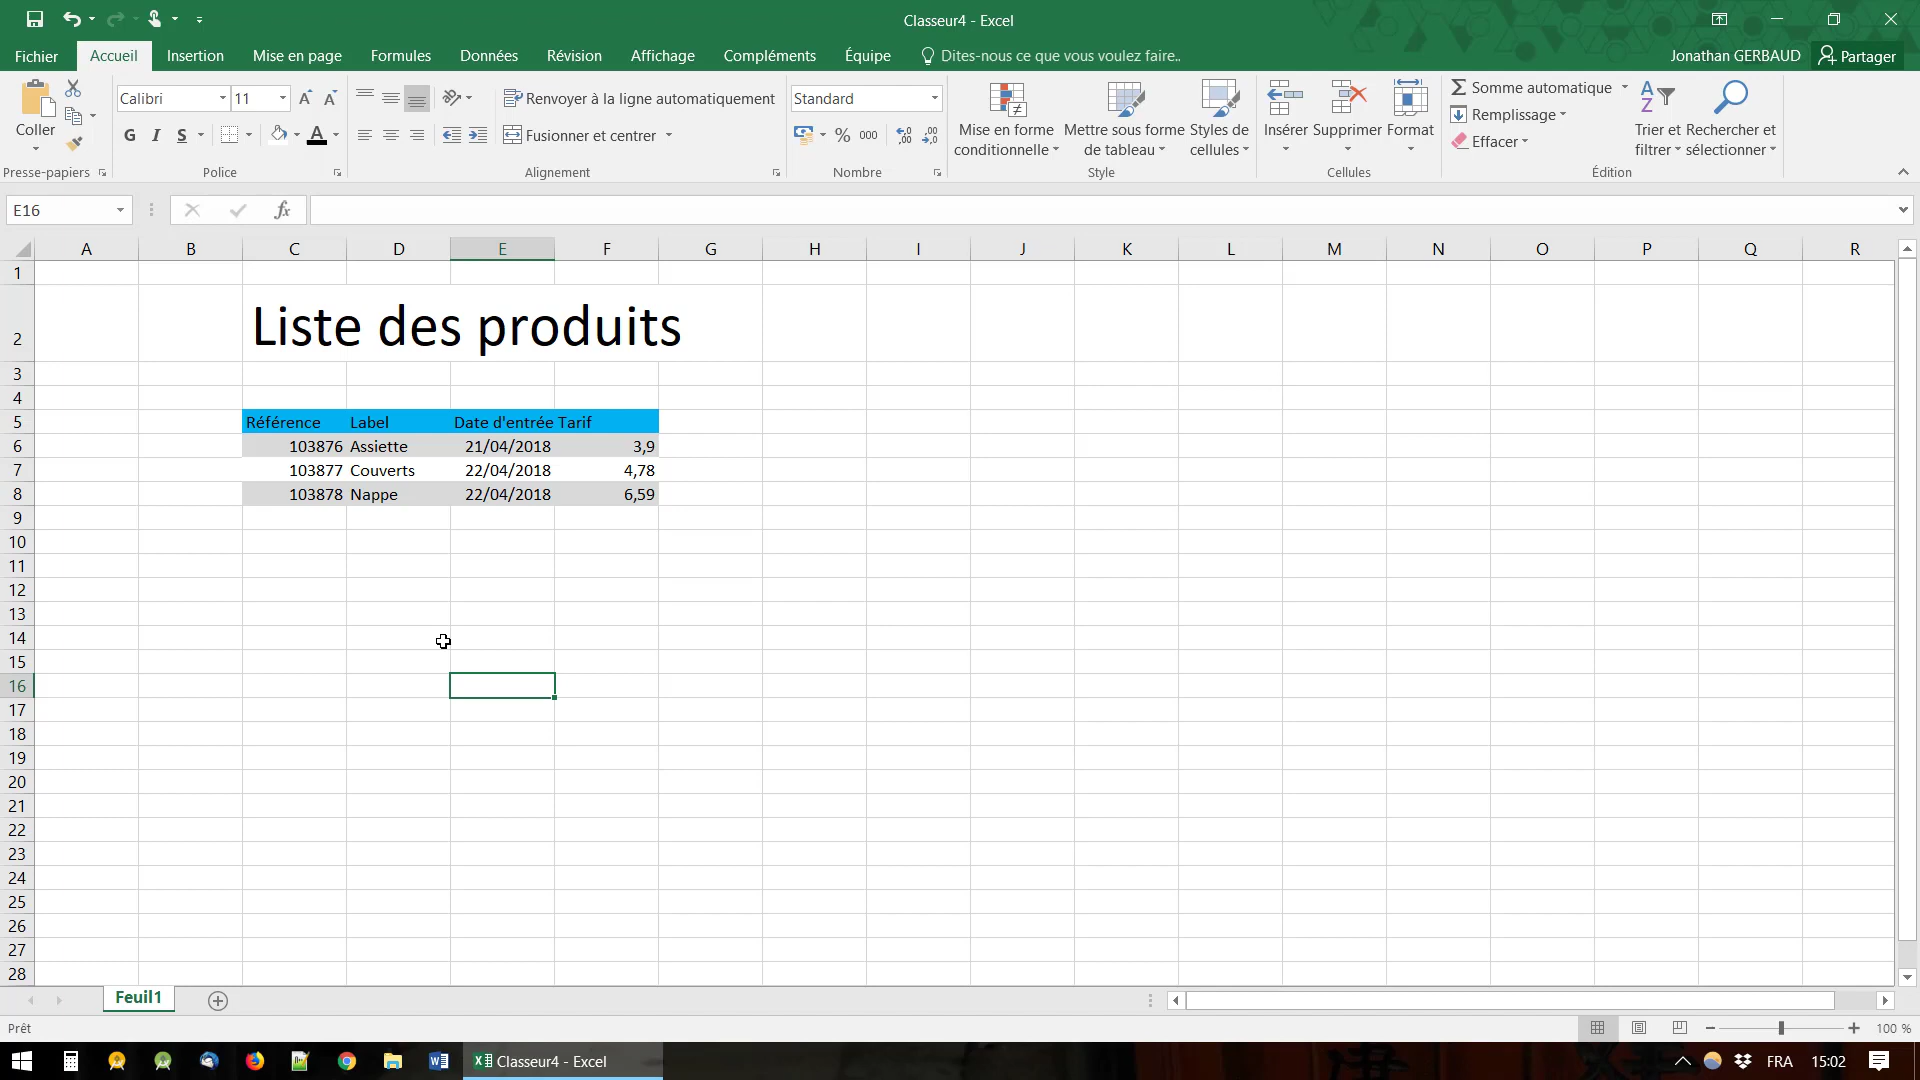 Classeur4 - Excel
Fichier Accueil Insertion Mise en page Formules Données Révision Affichage Compléments Équipe Dites-nous ce que vous voulez faire.. Jonathan GERBAUD Partager
Coller
Presse-papiers
Calibri 11 A A
G I S A
Police
Renvoyer à la ligne automatiquement
Fusionner et centrer
Alignement
Standard
% 000 ,00 ,00
Nombre
Mise en forme conditionnelle
Mettre sous forme de tableau
Styles de cellules
Style
Insérer Supprimer Format
Cellules
Somme automatique
Remplissage
Effacer
Trier et filtrer
Rechercher et sélectionner
Édition
E16 fx
A B C D E F G H I J K L M N O P Q R
1
2 Liste des produits
3
4
5 Référence Label Date d'entrée Tarif
6 103876 Assiette 21/04/2018 3,9
7 103877 Couverts 22/04/2018 4,78
8 103878 Nappe 22/04/2018 6,59
9
10
11
12
13
14
15
16
17
18
19
20
21
22
23
24
25
26
27
28
Feuil1
Prêt 100 %
Classeur4 - Excel FRA 15:02